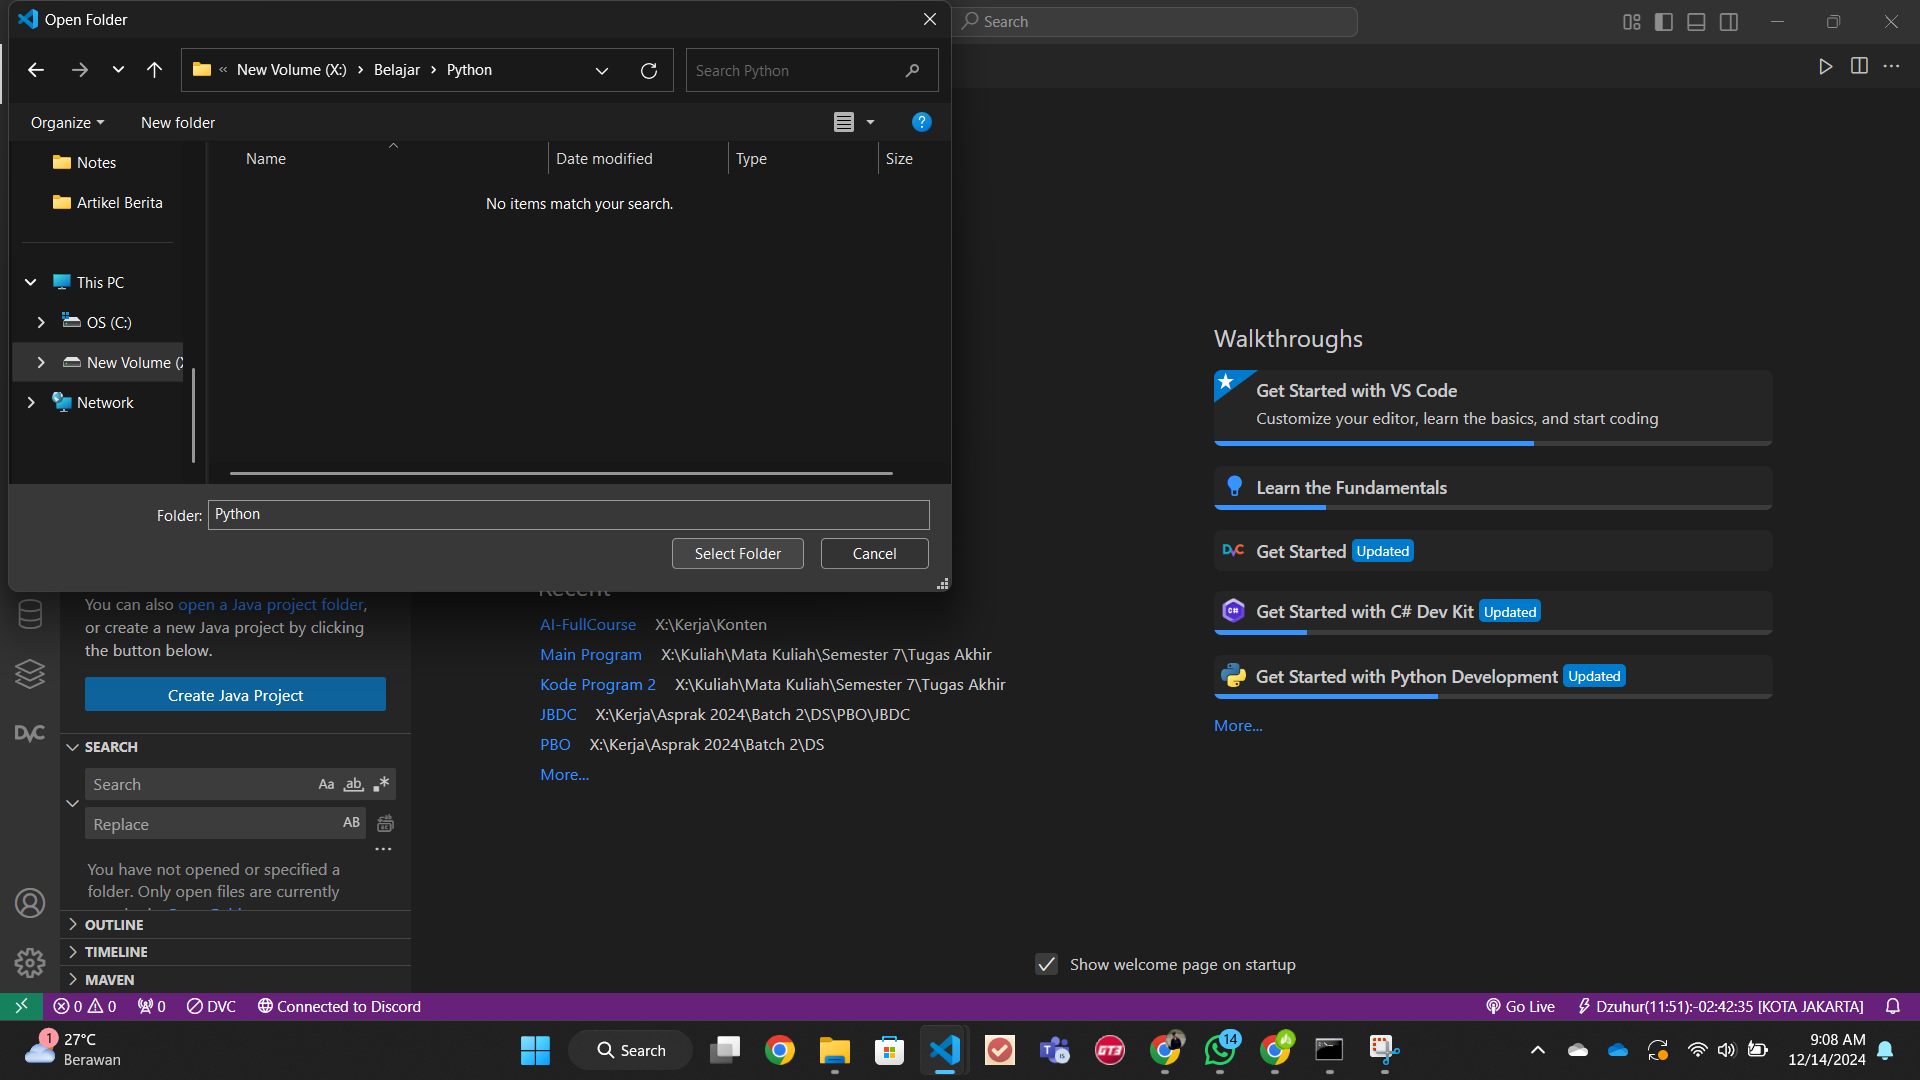 Open Folder
Search
« New Volume (X:) > Belajar > Python
Search Python
Organize
New folder
?
Notes
Artikel Berita
This PC
OS (C:)
New Volume (X
Network
Name
Date modified
Type
Size
No items match your search.
Folder:
Python
Select Folder
Cancel
You can also open a Java project folder,
or create a new Java project by clicking
the button below.
Create Java Project
DVC
SEARCH
Search
Aa
ab
.*
Replace
AB
You have not opened or specified a
folder. Only open files are currently
OUTLINE
TIMELINE
MAVEN
Recent
AI-FullCourse X:\Kerja\Konten
Main Program X:\Kuliah\Mata Kuliah\Semester 7\Tugas Akhir
Kode Program 2 X:\Kuliah\Mata Kuliah\Semester 7\Tugas Akhir
JBDC X:\Kerja\Asprak 2024\Batch 2\DS\PBO\JBDC
PBO X:\Kerja\Asprak 2024\Batch 2\DS
More...
Walkthroughs
Get Started with VS Code
Customize your editor, learn the basics, and start coding
Learn the Fundamentals
DVC Get Started Updated
C# Get Started with C# Dev Kit Updated
Get Started with Python Development Updated
More...
Show welcome page on startup
0 0
0
DVC
Connected to Discord
Go Live
Dzuhur(11:51):-02:42:35 [KOTA JAKARTA]
1
27°C
Berawan
Search
GT3
14
9:08 AM
12/14/2024